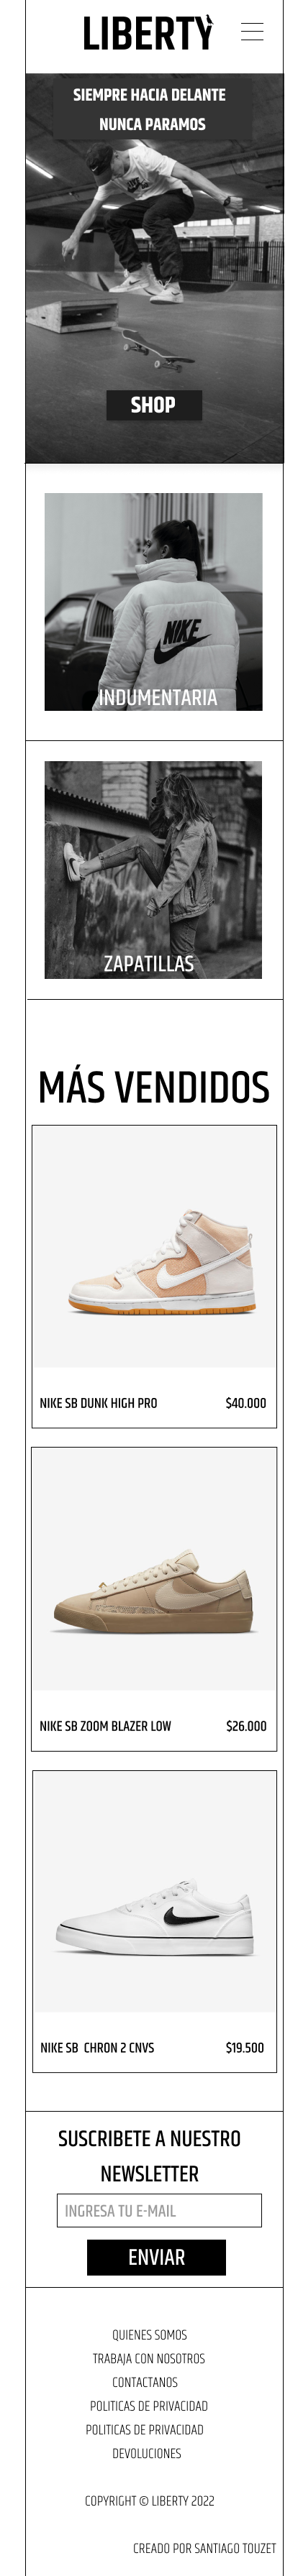 LIBERTY
SIEMPRE HACIA DELANTE
NUNCA PARAMOS
SHOP
NIKE
INDUMENTARIA
ZAPATILLAS
MÁS VENDIDOS
NIKE SB DUNK HIGH PRO $40.000
NIKE SB ZOOM BLAZER LOW $26.000
NIKE SB CHRON 2 CNVS $19.500
SUSCRIBETE A NUESTRO
NEWSLETTER
INGRESA TU E-MAIL
ENVIAR
QUIENES SOMOS
TRABAJA CON NOSOTROS
CONTACTANOS
POLITICAS DE PRIVACIDAD
POLITICAS DE PRIVACIDAD
DEVOLUCIONES
COPYRIGHT © LIBERTY 2022
CREADO POR SANTIAGO TOUZET